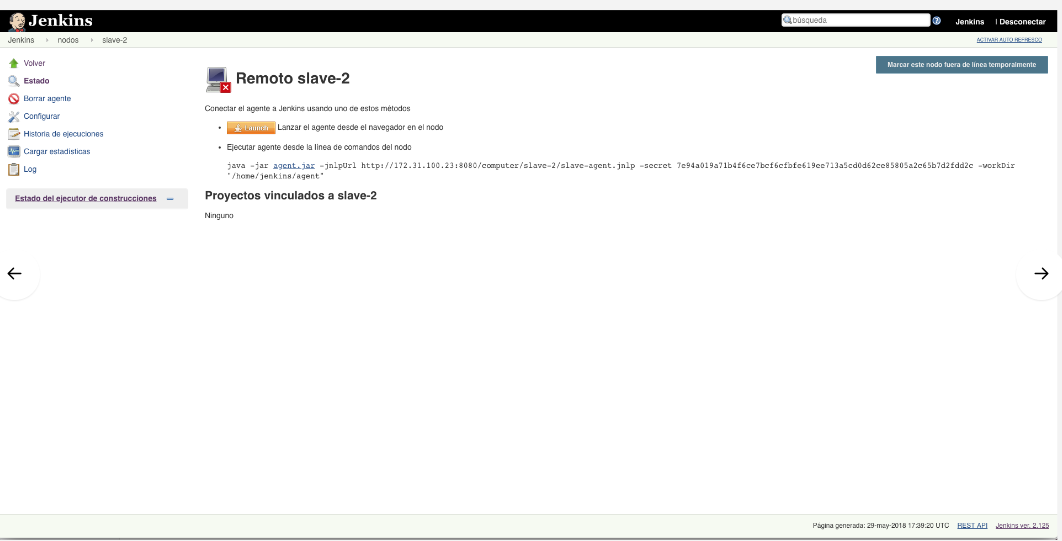 Jenkins
búsqueda
Jenkins | Desconectar
Jenkins nodos slave-2
ACTIVAR AUTO REFRESCO
Volver
Estado
Borrar agente
Configurar
Historia de ejecuciones
Cargar estadísticas
Log
Estado del ejecutor de construcciones
Marcar este nodo fuera de línea temporalmente
Remoto slave-2
Conectar el agente a Jenkins usando uno de estos métodos
Launch Lanzar el agente desde el navegador en el nodo
Ejecutar agente desde la línea de comandos del nodo
java -jar agent.jar -jnlpUrl http://172.31.100.23:8080/computer/slave-2/slave-agent.jnlp -secret 7e94a019a71b4f6ce7bcf6cfbfe619ee713a5cd0d62ce85805a2c65b7d2fdd2c -workDir
"/home/jenkins/agent"
Proyectos vinculados a slave-2
Ninguno
Página generada: 29-may-2018 17:39:20 UTC REST API Jenkins ver. 2.125